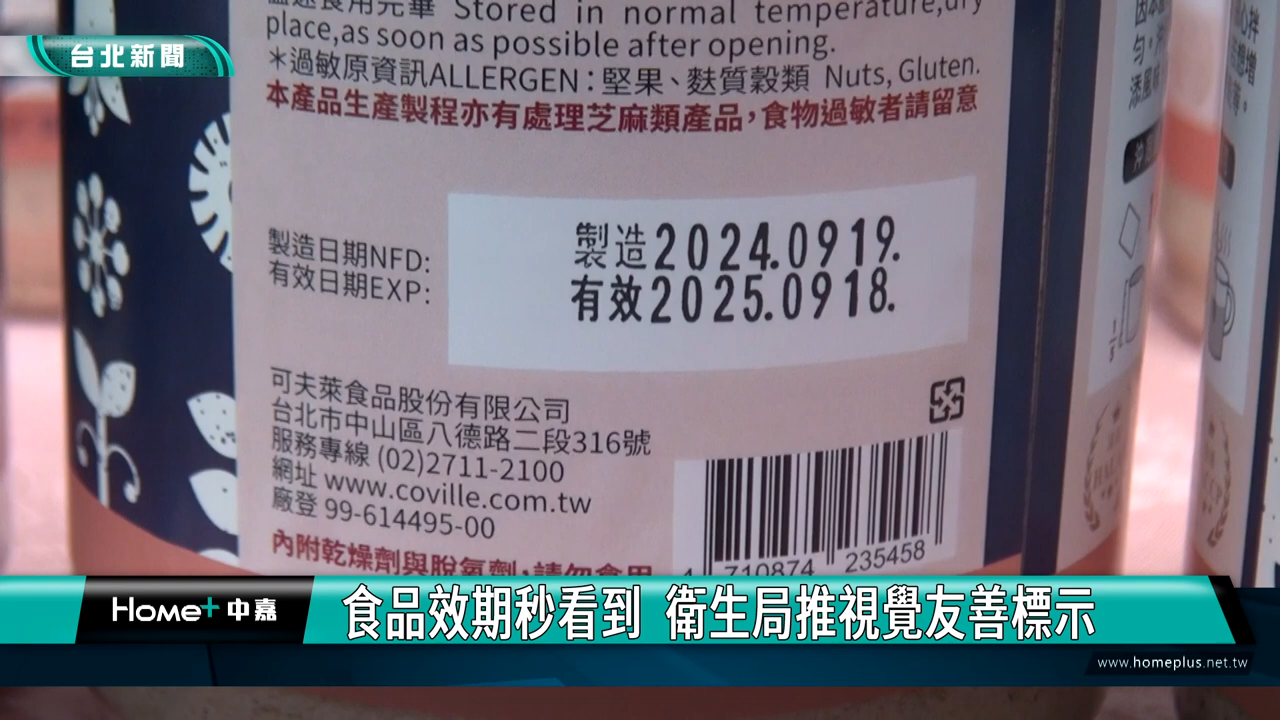 台北新聞
盡速食用完畢 Stored in normal temperature,dry
place,as soon as possible after opening.
＊過敏原資訊ALLERGEN：堅果、麩質穀類 Nuts, Gluten.
本產品生產製程亦有處理芝麻類產品，食物過敏者請留意
製造日期NFD:
有效日期EXP:
製造2024.0919.
有效2025.0918.
可夫萊食品股份有限公司
台北市中山區八德路二段316號
服務專線 (02)2711-2100
網址 www.coville.com.tw
廠登 99-614495-00
內附乾燥劑與脫氧劑，請勿食用
4 710874 235458
Home+中嘉
食品效期秒看到 衛生局推視覺友善標示
www.homeplus.net.tw